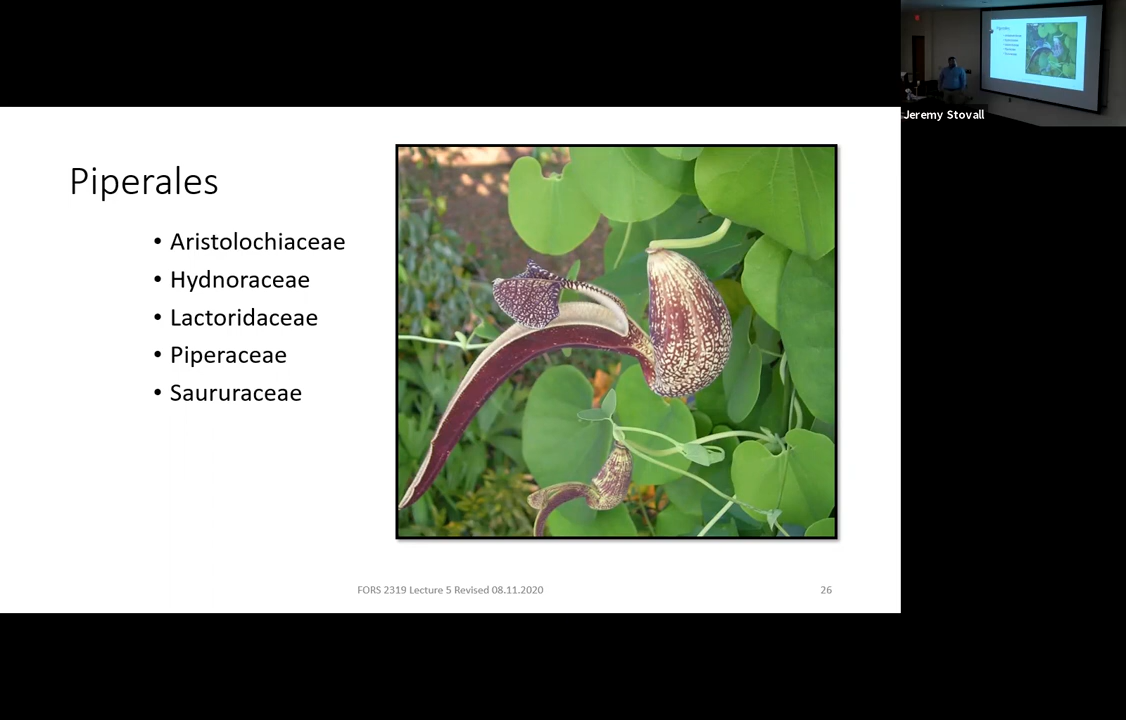 Jeremy Stovall
Piperales
• Aristolochiaceae
• Hydnoraceae
• Lactoridaceae
• Piperaceae
• Saururaceae
FORS 2319 Lecture 5 Revised 08.11.2020
26